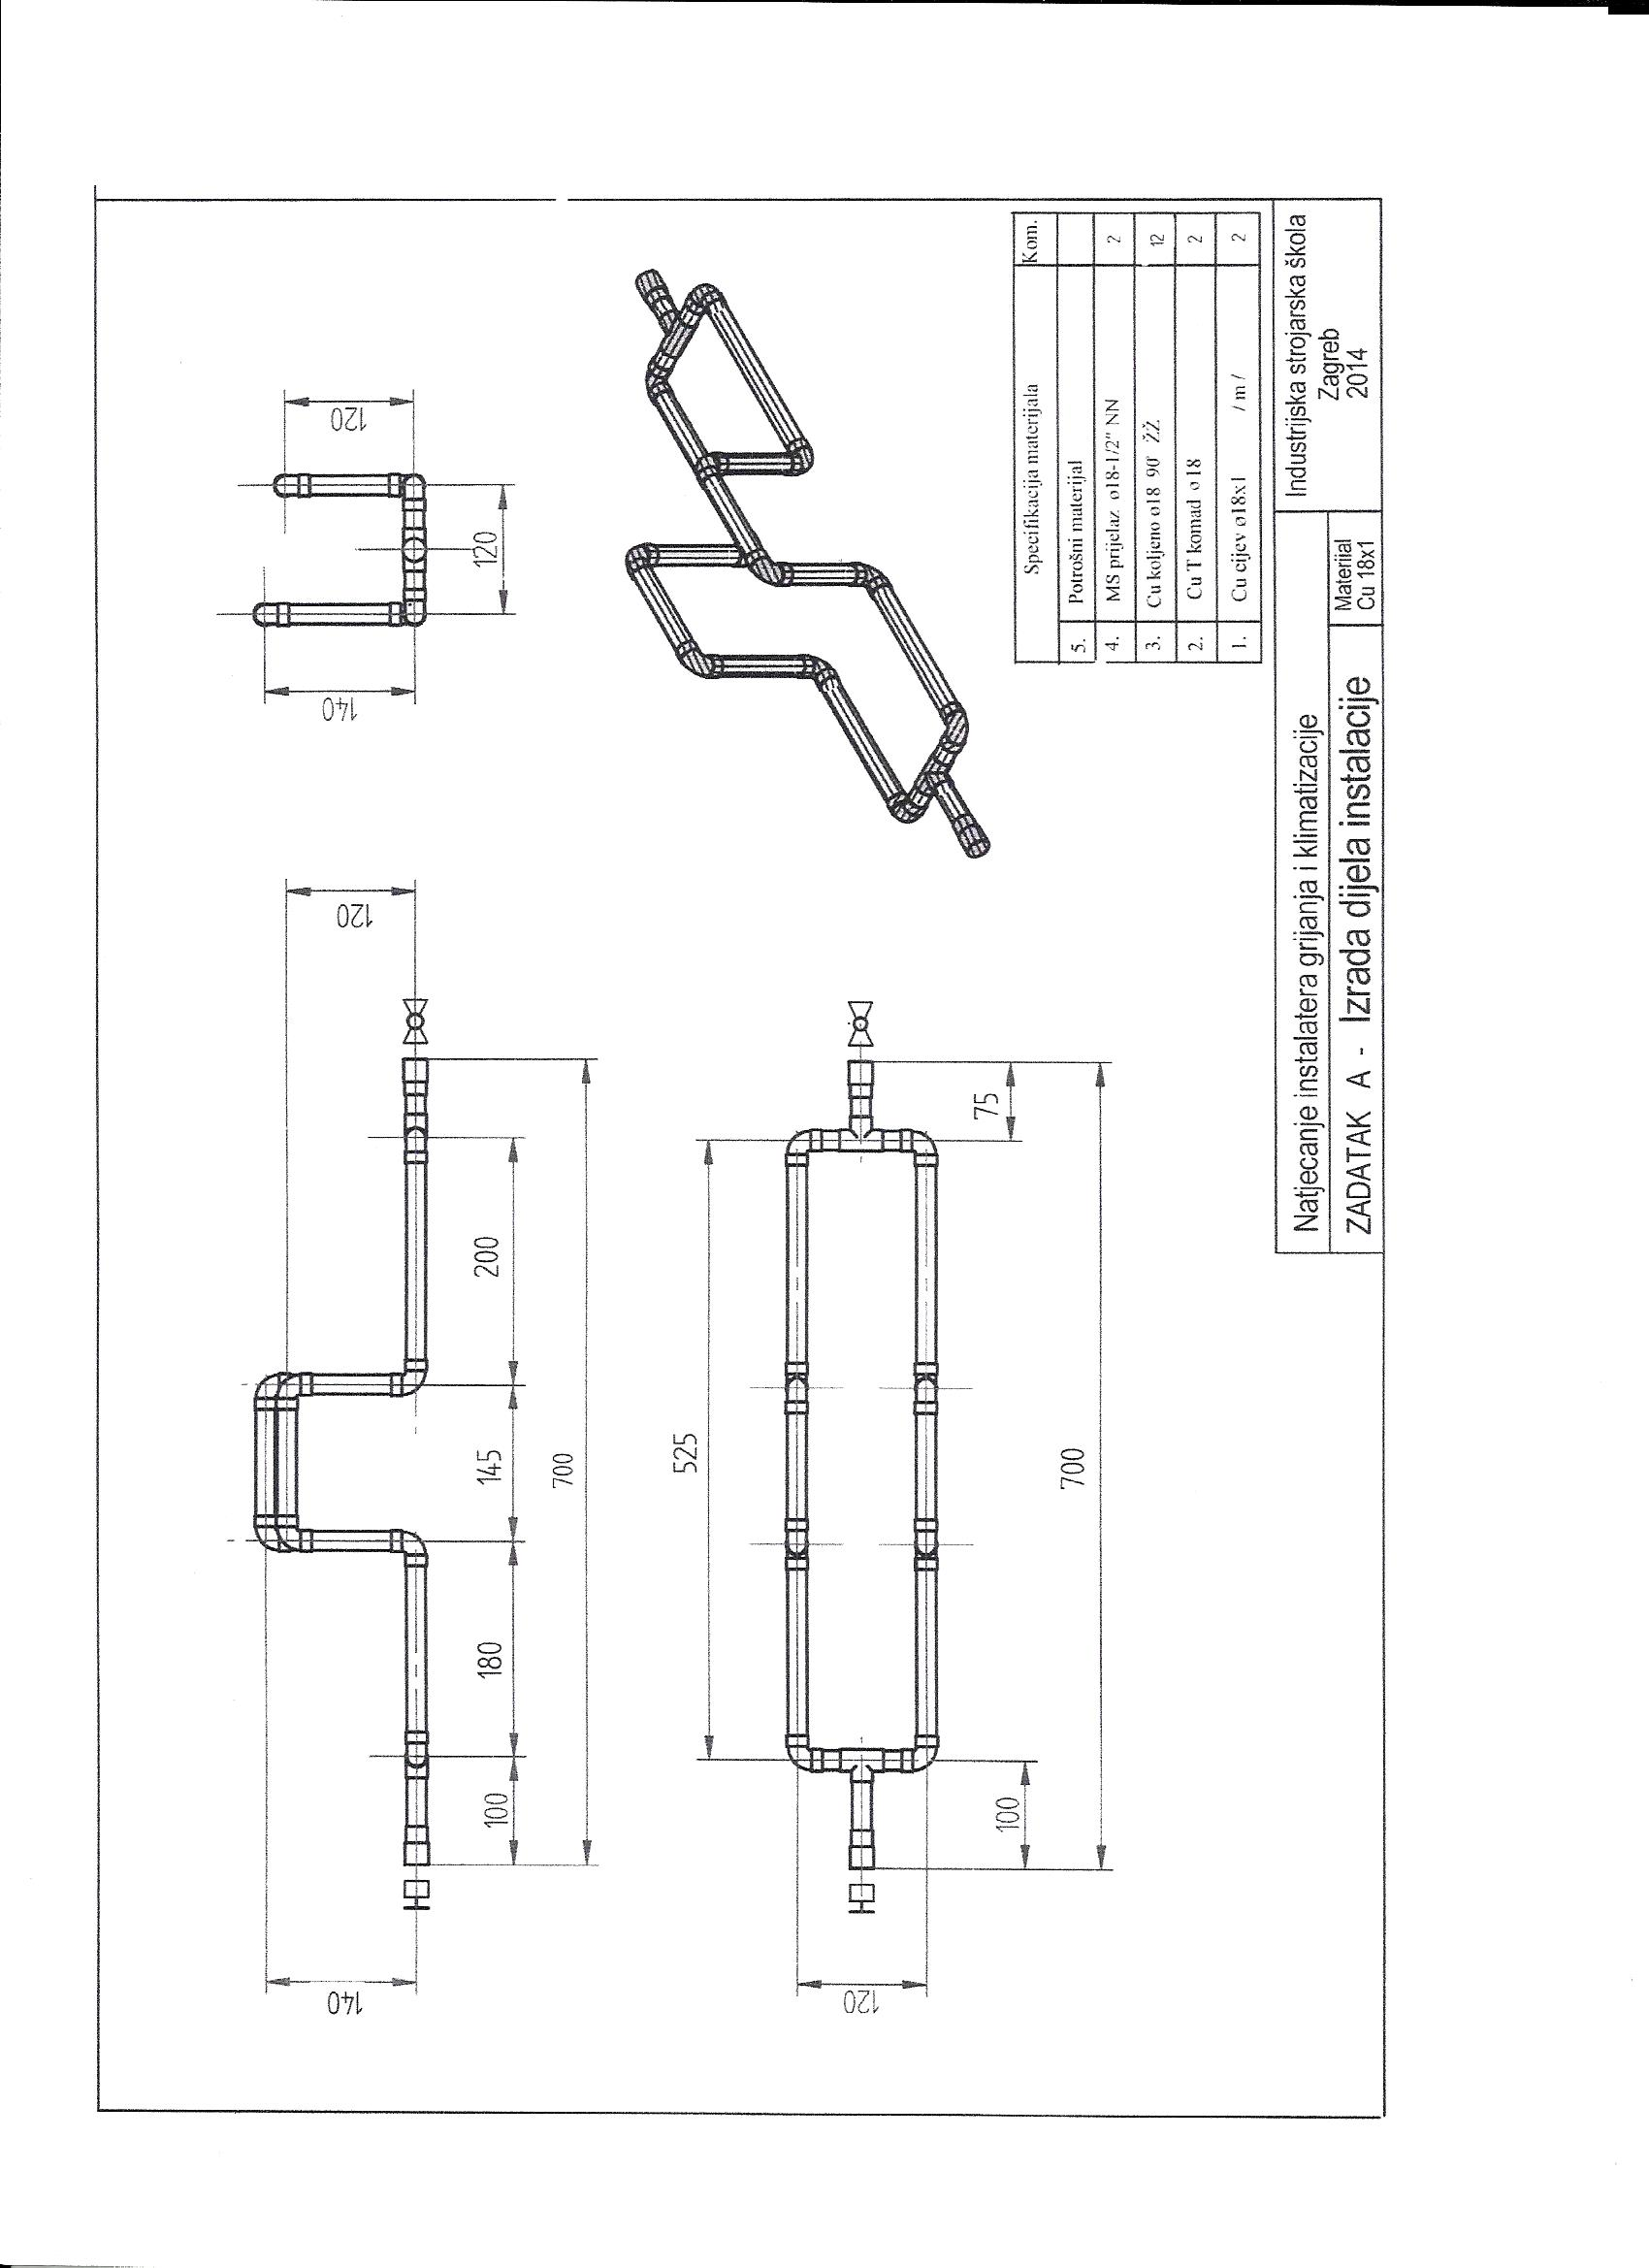 140
120
200
145
180
100
700
120
140
120
525
75
700
100
120
Specifikacija materijala Kom.
5. Potrošni materijal
4. MS prijelaz ø18-1/2" NN 2
3. Cu koljeno ø18 90° ŽŽ 12
2. Cu T komad ø18 2
1. Cu cijev ø18x1 /m/ 2
Natjecanje instalatera grijanja i klimatizacije
ZADATAK A - Izrada dijela instalacije
Materijal
Cu 18x1
Industrijska strojarska škola
Zagreb
2014